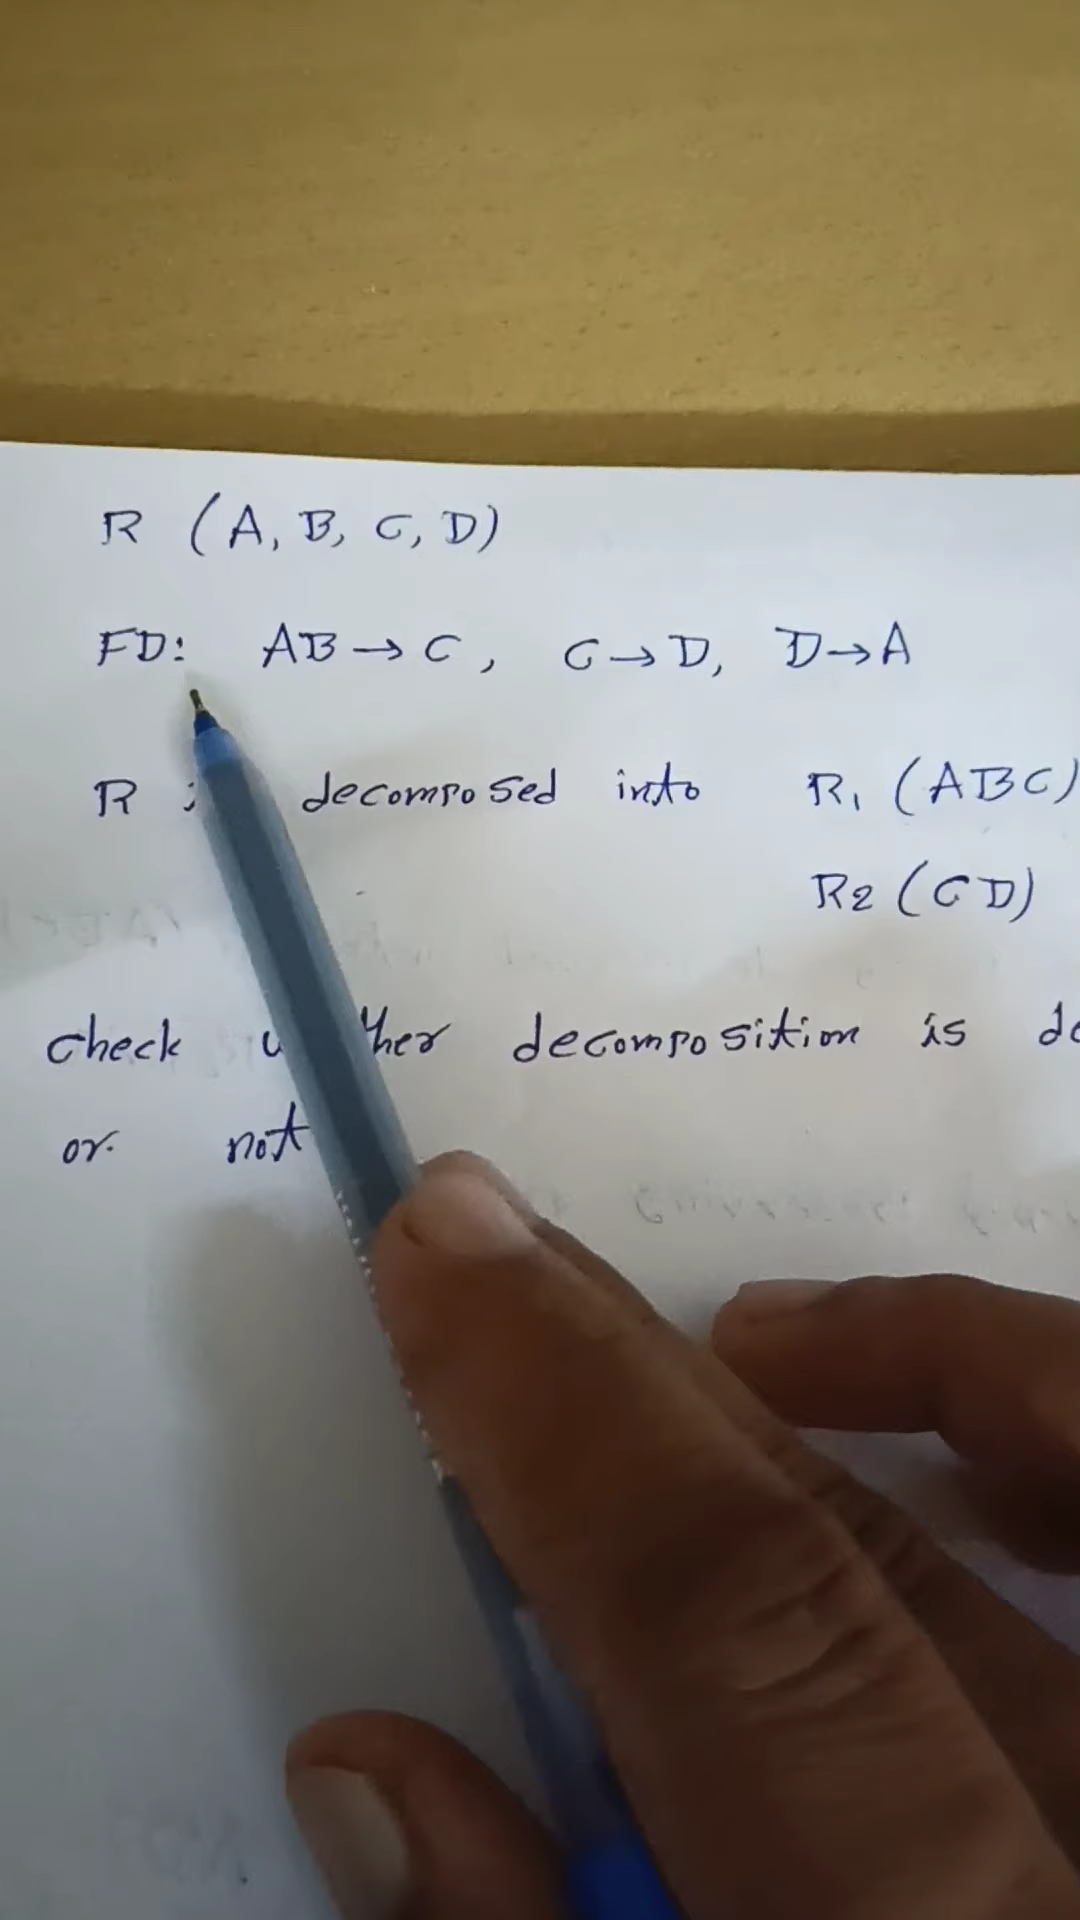 R (A, B, C, D)
FD: AB → C, C → D, D → A
R decomposed into R1 (ABC)
R2 (CD)
check decomposition is
or not